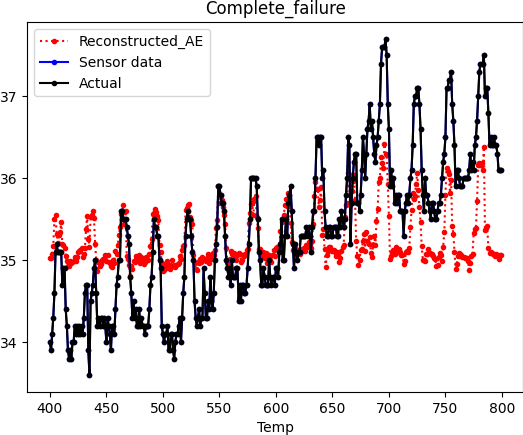 Complete_failure
Reconstructed_AE
Sensor data
Actual
37
36
35
34
400 450 500 550 600 650 700 750 800
Temp